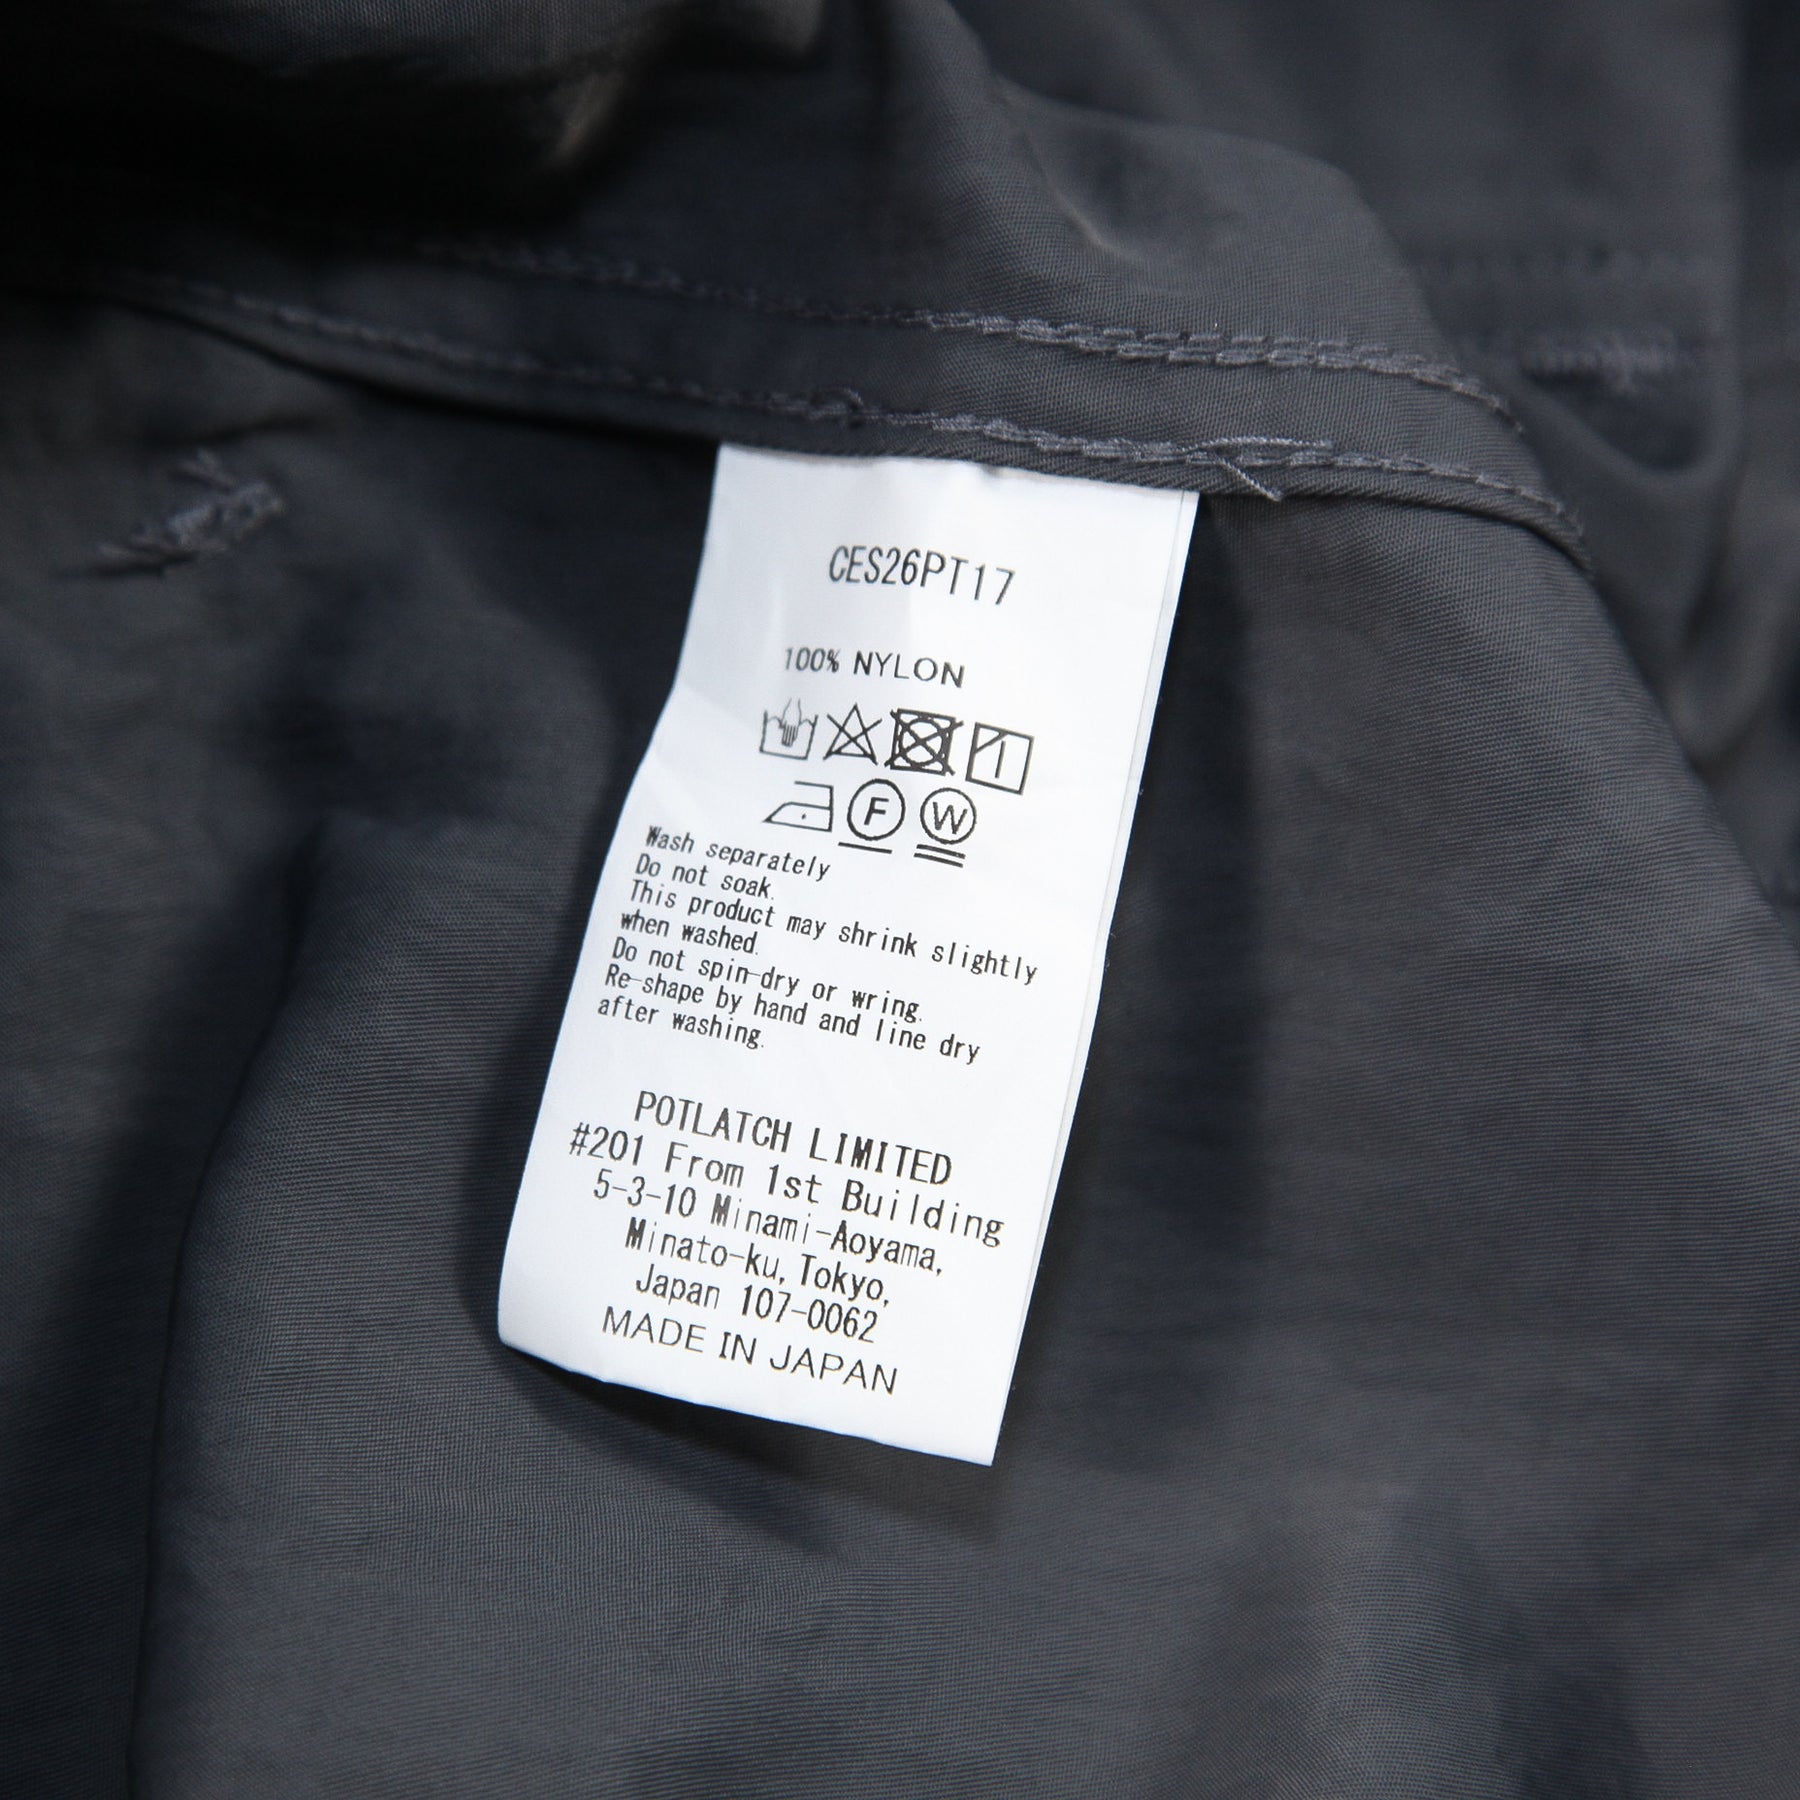 CES26PT17
100% NYLON
F W
Wash separately
Do not soak.
This product may shrink slightly
when washed.
Do not spin-dry or wring.
Re-shape by hand and line dry
after washing.
POTLATCH LIMITED
#201 From 1st Building
5-3-10 Minami-Aoyama,
Minato-ku, Tokyo,
Japan 107-0062
MADE IN JAPAN